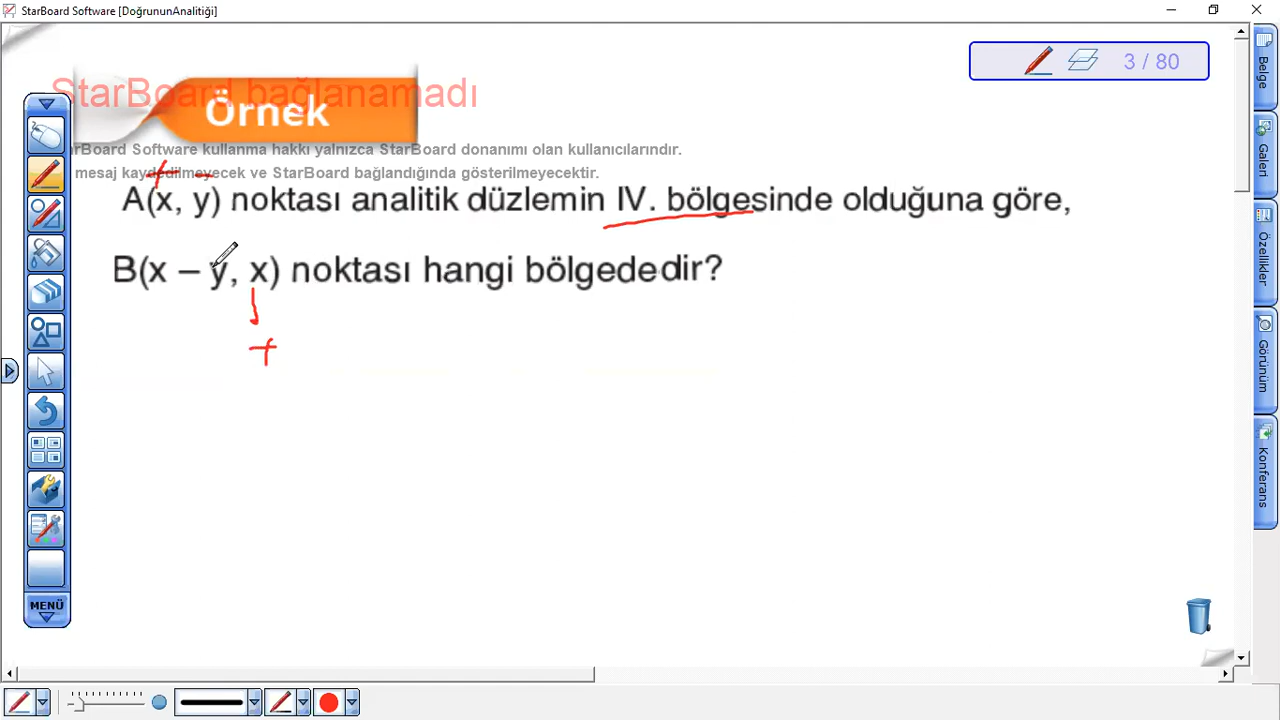 StarBoard Software [DoğrununAnalitiği]
3 / 80
StarBoard bağlanamadı
Örnek
Board Software kullanma hakkı yalnızca StarBoard donanımı olan kullanıcılarındır.
mesaj kaydedilmeyecek ve StarBoard bağlandığında gösterilmeyecektir.
+ −
A(x, y) noktası analitik düzlemin IV. bölgesinde olduğuna göre,
B(x – y, x) noktası hangi bölgededir?
+
MENÜ
Belge
Galeri
Özellikler
Görünüm
Konferans